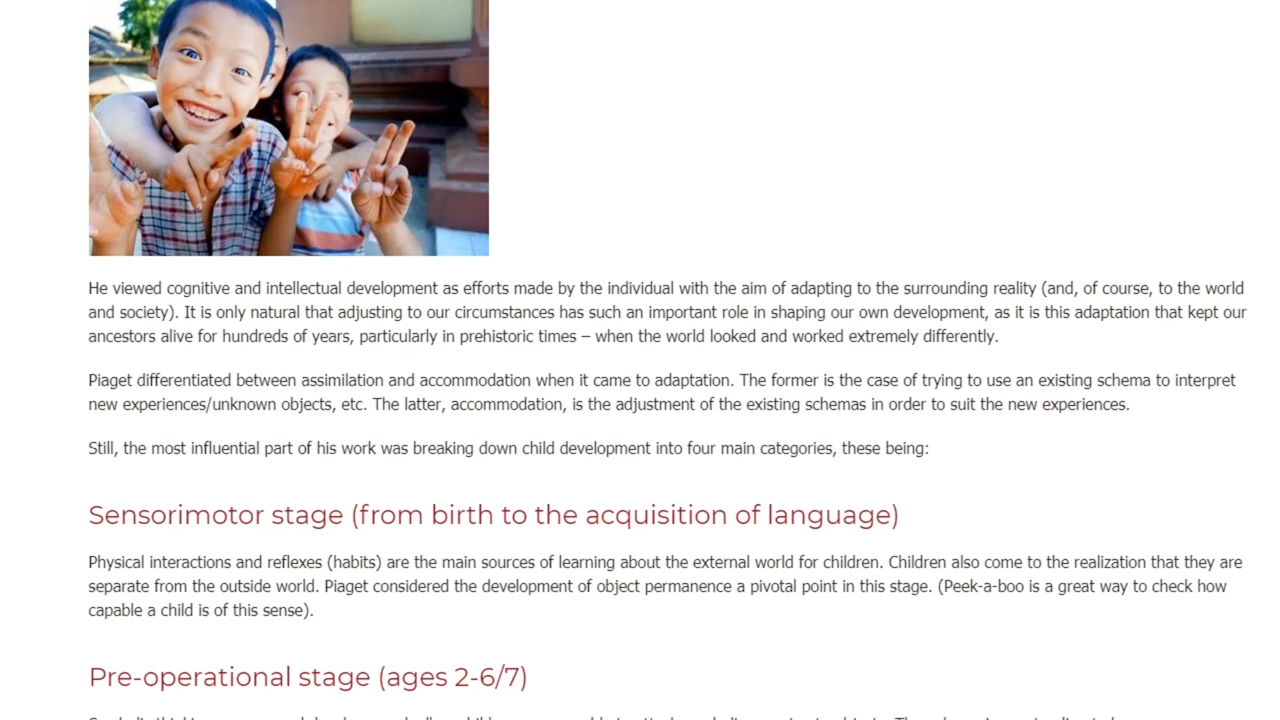 He viewed cognitive and intellectual development as efforts made by the individual with the aim of adapting to the surrounding reality (and, of course, to the world
and society). It is only natural that adjusting to our circumstances has such an important role in shaping our own development, as it is this adaptation that kept our
ancestors alive for hundreds of years, particularly in prehistoric times – when the world looked and worked extremely differently.
Piaget differentiated between assimilation and accommodation when it came to adaptation. The former is the case of trying to use an existing schema to interpret
new experiences/unknown objects, etc. The latter, accommodation, is the adjustment of the existing schemas in order to suit the new experiences.
Still, the most influential part of his work was breaking down child development into four main categories, these being:
Sensorimotor stage (from birth to the acquisition of language)
Physical interactions and reflexes (habits) are the main sources of learning about the external world for children. Children also come to the realization that they are
separate from the outside world. Piaget considered the development of object permanence a pivotal point in this stage. (Peek-a-boo is a great way to check how
capable a child is of this sense).
Pre-operational stage (ages 2-6/7)